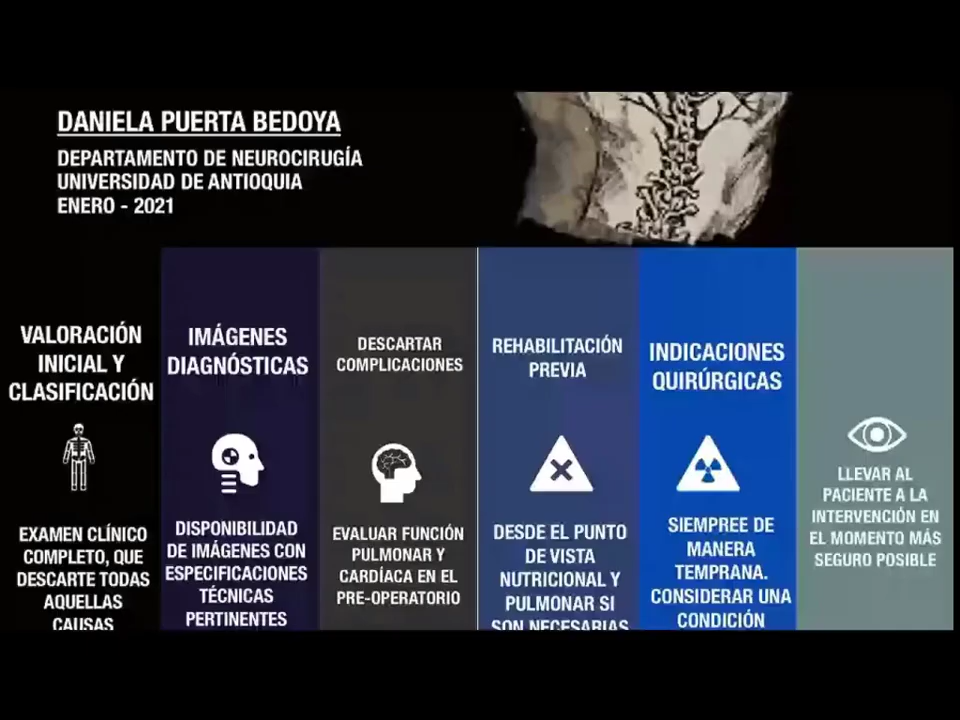 DANIELA PUERTA BEDOYA
DEPARTAMENTO DE NEUROCIRUGÍA
UNIVERSIDAD DE ANTIOQUIA
ENERO - 2021
VALORACIÓN
INICIAL Y
CLASIFICACIÓN
EXAMEN CLÍNICO
COMPLETO, QUE
DESCARTE TODAS
AQUELLAS
CAUSAS
IMÁGENES
DIAGNÓSTICAS
DISPONIBILIDAD
DE IMÁGENES CON
ESPECIFICACIONES
TÉCNICAS
PERTINENTES
DESCARTAR
COMPLICACIONES
EVALUAR FUNCIÓN
PULMONAR Y
CARDÍACA EN EL
PRE-OPERATORIO
REHABILITACIÓN
PREVIA
DESDE EL PUNTO
DE VISTA
NUTRICIONAL Y
PULMONAR SI
SON NECESARIAS
INDICACIONES
QUIRÚRGICAS
SIEMPREE DE
MANERA
TEMPRANA.
CONSIDERAR UNA
CONDICIÓN
LLEVAR AL
PACIENTE A LA
INTERVENCIÓN EN
EL MOMENTO MÁS
SEGURO POSIBLE